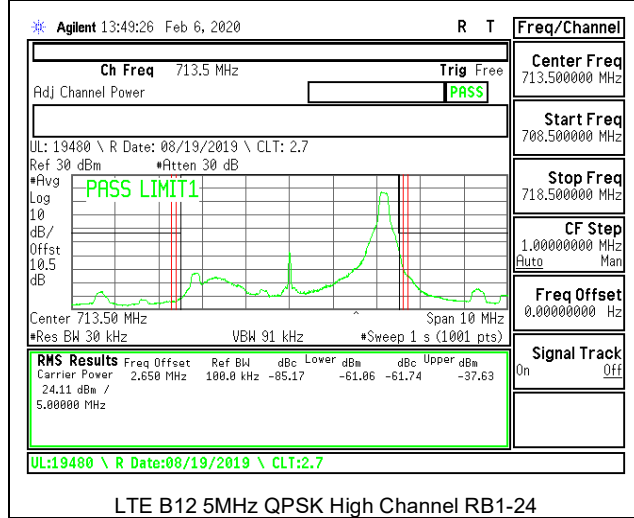 Agilent 13:49:26 Feb 6, 2020 R T
Freq/Channel
Ch Freq 713.5 MHz Trig Free
Adj Channel Power PASS
UL: 19480 \ R Date: 08/19/2019 \ CLT: 2.7
Ref 30 dBm #Atten 30 dB
#Avg
Log
10
dB/
Offst
10.5
dB
PASS LIMIT1
Center 713.50 MHz Span 10 MHz
#Res BW 30 kHz VBW 91 kHz #Sweep 1 s (1001 pts)
RMS Results Freq Offset Ref BW dBc Lower dBm dBc Upper dBm
Carrier Power 2.650 MHz 100.0 kHz -85.17 -61.06 -61.74 -37.63
24.11 dBm /
5.00000 MHz
UL:19480 \ R Date:08/19/2019 \ CLT:2.7
Center Freq
713.500000 MHz
Start Freq
708.500000 MHz
Stop Freq
718.500000 MHz
CF Step
1.00000000 MHz
Auto Man
Freq Offset
0.00000000 Hz
Signal Track
On Off
LTE B12 5MHz QPSK High Channel RB1-24